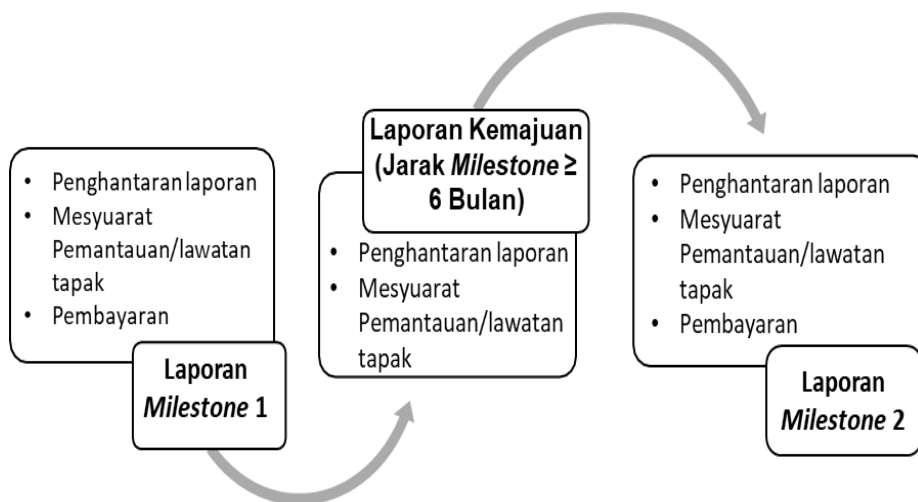 • Penghantaran laporan
• Mesyuarat
Pemantauan/lawatan
tapak
• Pembayaran
Laporan
Milestone 1
Laporan Kemajuan
(Jarak Milestone ≥
6 Bulan)
• Penghantaran laporan
• Mesyuarat
Pemantauan/lawatan
tapak
• Penghantaran laporan
• Mesyuarat
Pemantauan/lawatan
tapak
• Pembayaran
Laporan
Milestone 2